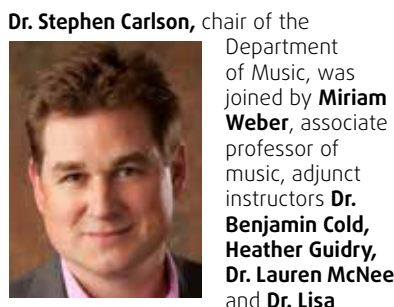 Dr. Stephen Carlson, chair of the
Department
of Music, was
joined by Miriam
Weber, associate
professor of
music, adjunct
instructors Dr.
Benjamin Cold,
Heather Guidry,
Dr. Lauren McNee
and Dr. Lisa